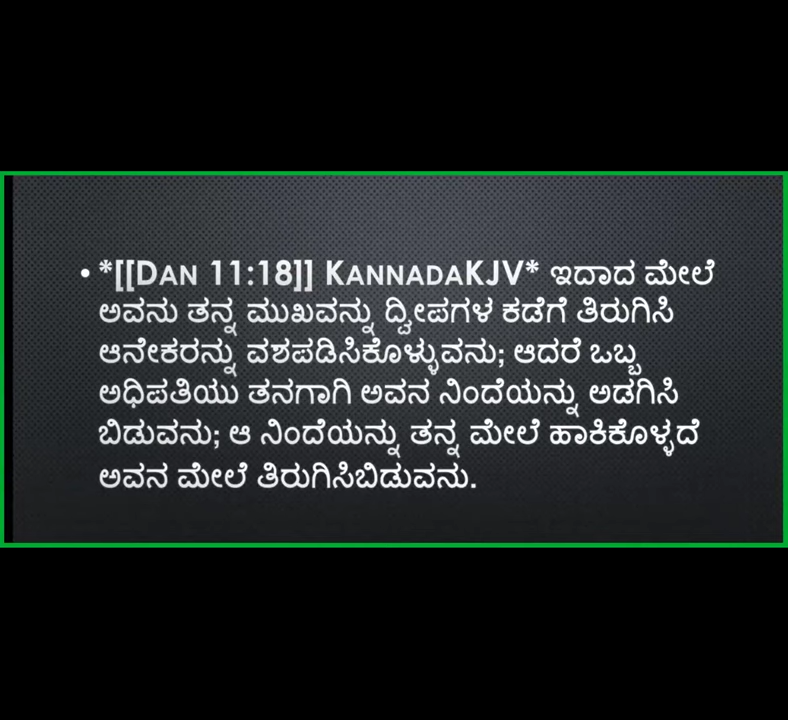 • *[[DAN 11:18]] KANNADAKJV* ಇದಾದ ಮೇಲೆ
ಅವನು ತನ್ನ ಮುಖವನ್ನು ದ್ವೀಪಗಳ ಕಡೆಗೆ ತಿರುಗಿಸಿ
ಆನೇಕರನ್ನು ವಶಪಡಿಸಿಕೊಳ್ಳುವನು; ಆದರೆ ಒಬ್ಬ
ಅಧಿಪತಿಯು ತನಗಾಗಿ ಅವನ ನಿಂದೆಯನ್ನು ಅಡಗಿಸಿ
ಬಿಡುವನು; ಆ ನಿಂದೆಯನ್ನು ತನ್ನ ಮೇಲೆ ಹಾಕಿಕೊಳ್ಳದೆ
ಅವನ ಮೇಲೆ ತಿರುಗಿಸಿಬಿಡುವನು.